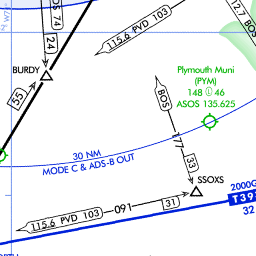 OS 74
24
BURDY
55
115.6 PVD 103
12.7 BOS
Plymouth Muni
(PYM)
148 Ⓛ 46
ASOS 135.625
BOS
177
33
30 NM
MODE C & ADS-B OUT
SSOXS
31
091
115.6 PVD 103
2000G
T39
32